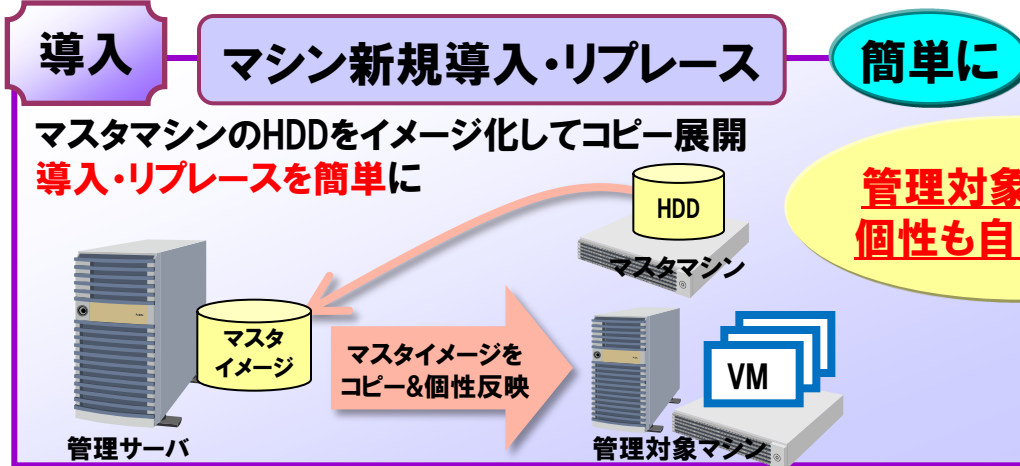 導入
マシン新規導入・リプレース
簡単に
マスタマシンのHDDをイメージ化してコピー展開
導入・リプレースを簡単に
管理対象
個性も自
HDD
マスタマシン
マスタ
イメージ
マスタイメージを
コピー&個性反映
VM
管理サーバ
管理対象マシン